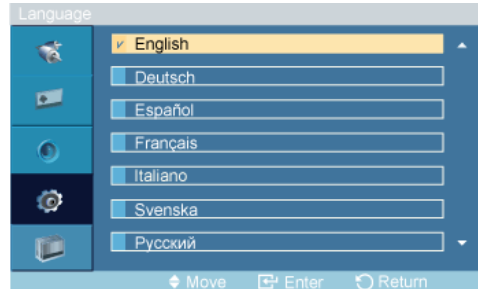 Language
English
Deutsch
Español
Français
Italiano
Svenska
Русский
Move Enter Return